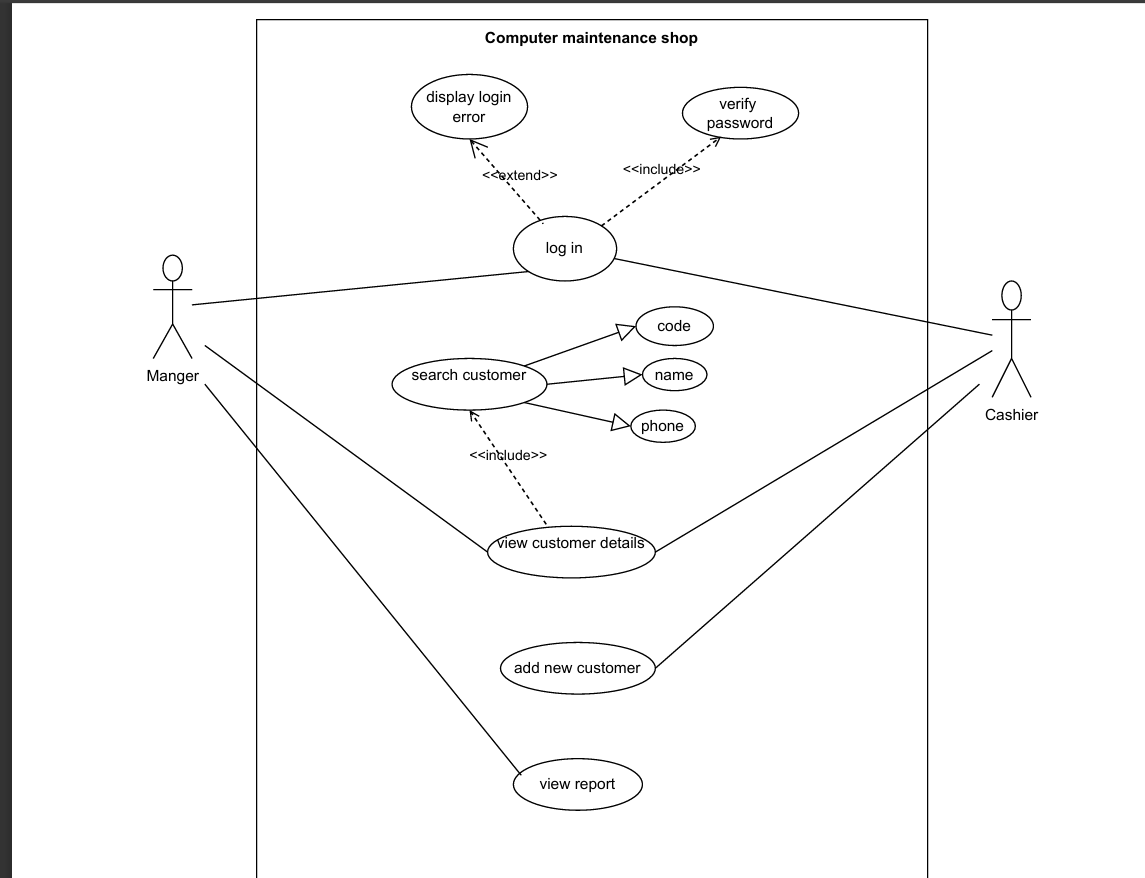 Computer maintenance shop
display login
error
verify
password
<<extend>>
<<include>>
log in
code
search customer
name
Manger
Cashier
phone
<<include>>
view customer details
add new customer
view report